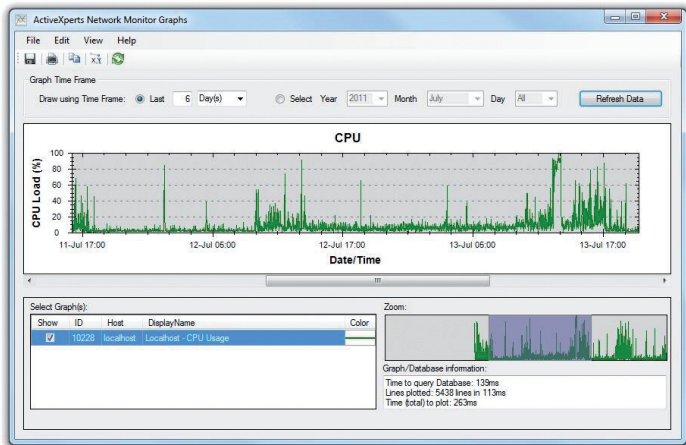 ActiveXperts Network Monitor Graphs
File Edit View Help
Graph Time Frame
Draw using Time Frame: Last 6 Day(s) Select Year 2011 Month July Day All Refresh Data
CPU
CPU Load (%)
100
80
60
40
20
0
11-Jul 17:00 12-Jul 06:00 12-Jul 17:00 13-Jul 06:00 13-Jul 17:00
Date/Time
Select Graph(s):
Show ID Host DisplayName Color
10228 localhost Localhost - CPU Usage
Zoom:
Graph/Database information:
Time to query Database: 139ms
Lines plotted: 5438 lines in 113ms
Time (total) to plot: 263ms